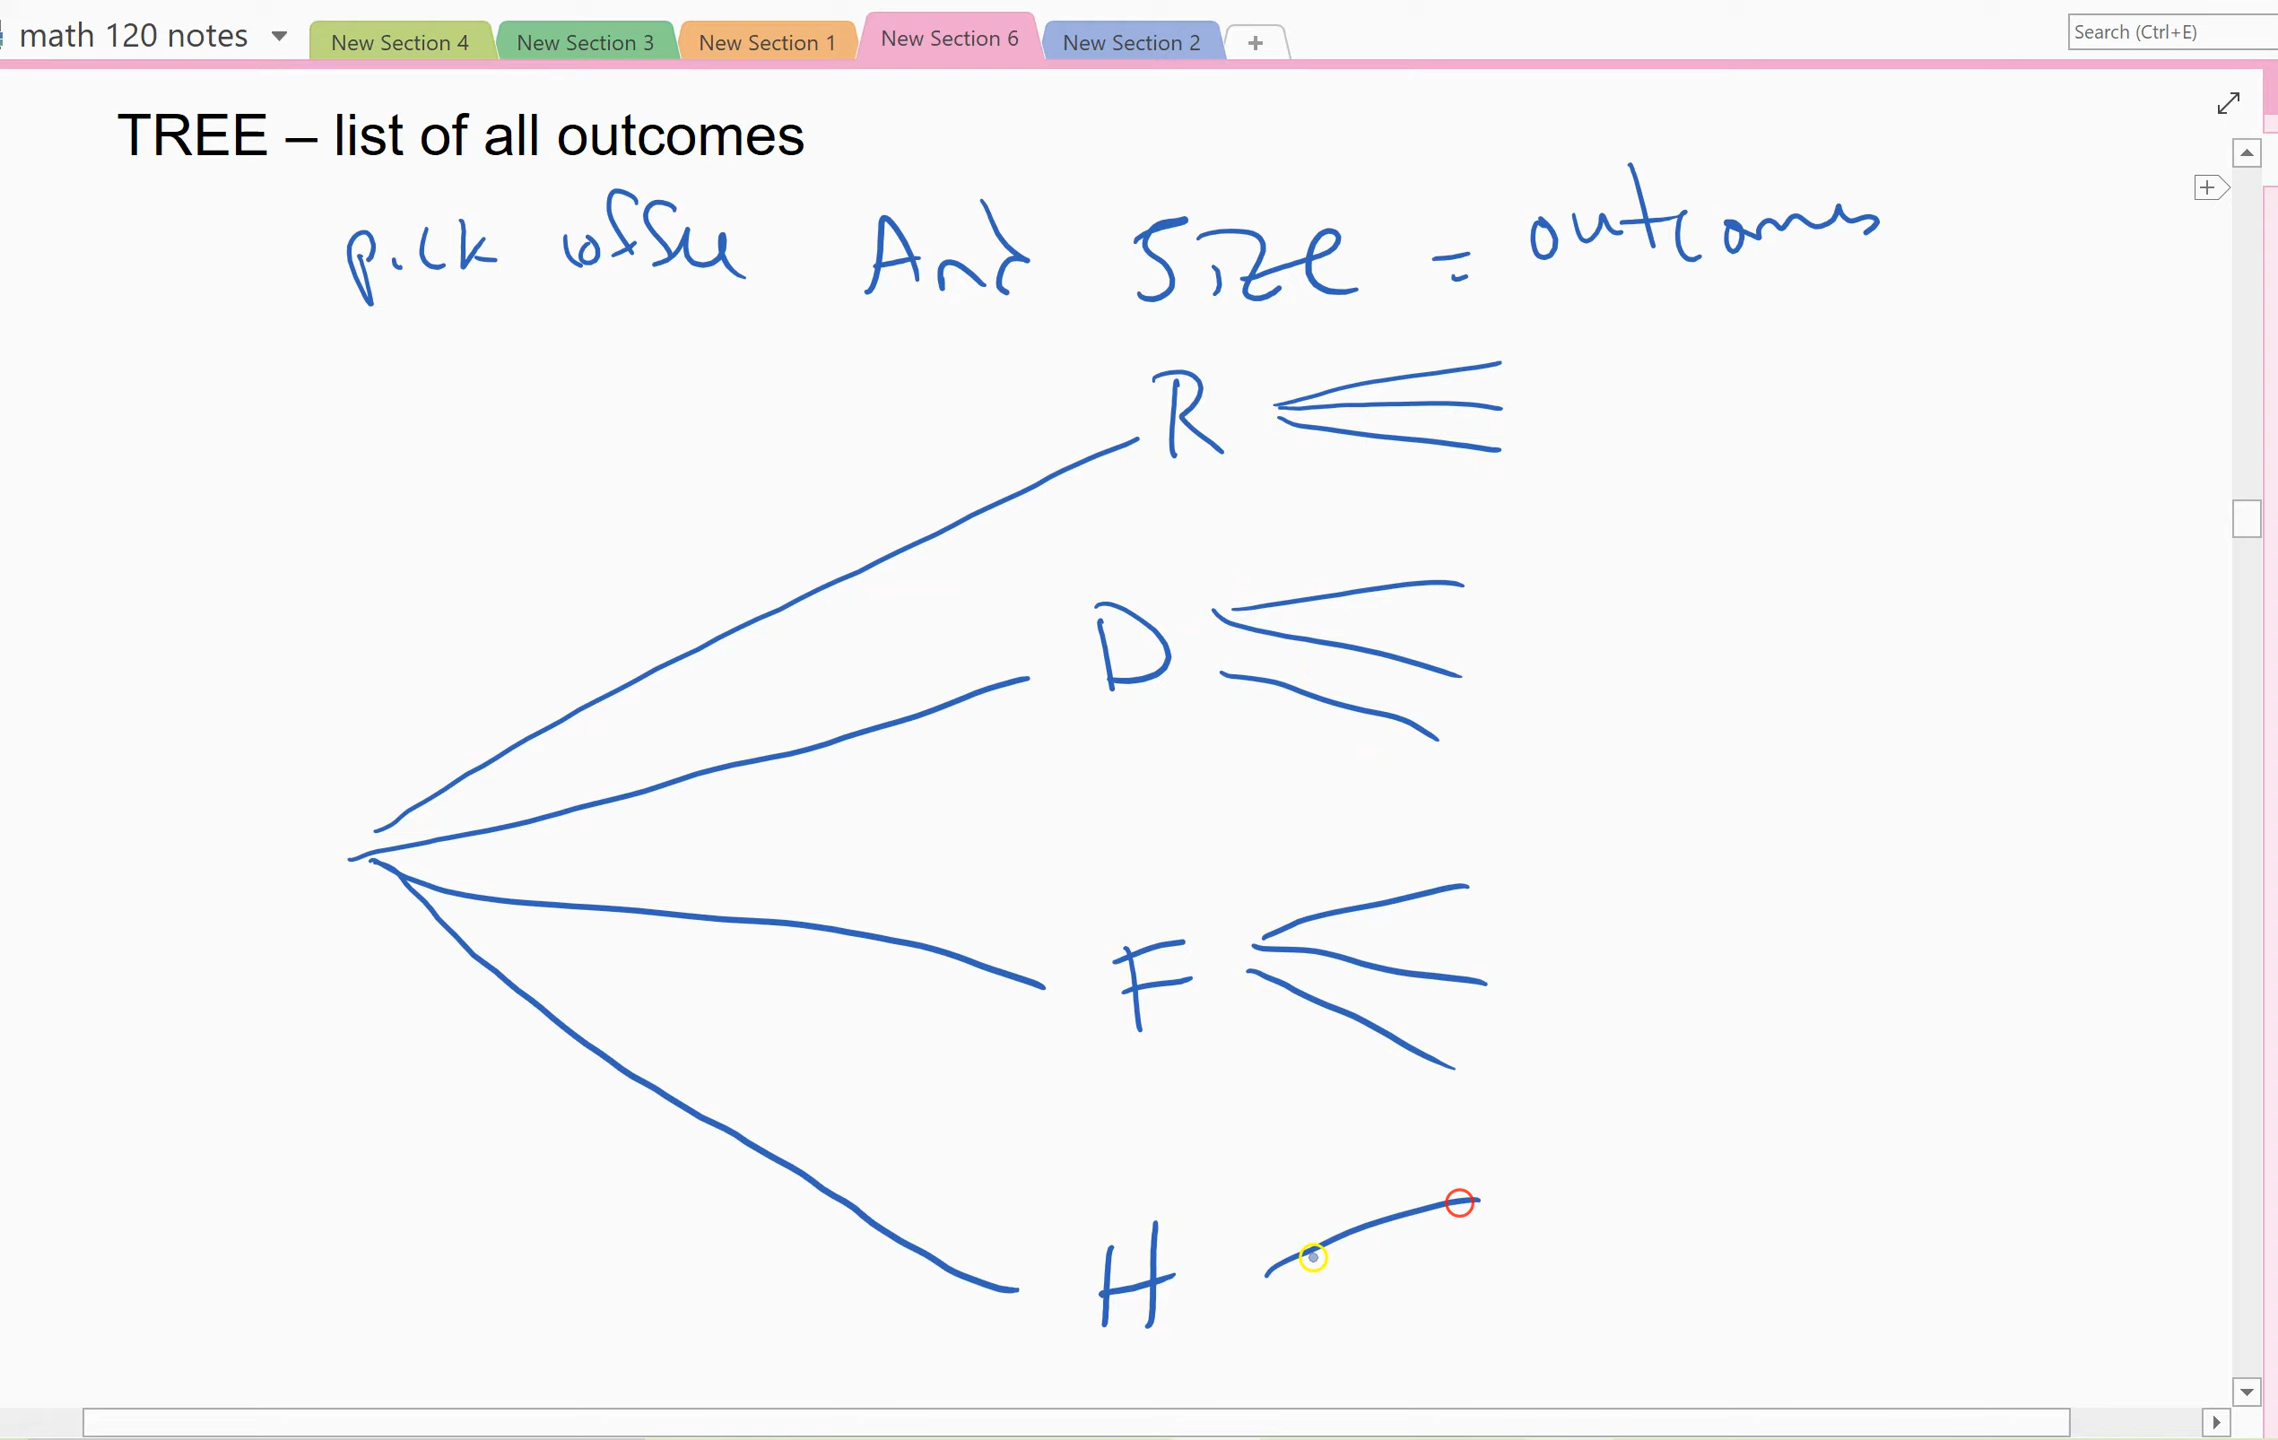 math 120 notes New Section 4 New Section 3 New Section 1 New Section 6 New Section 2 + Search (Ctrl+E)
TREE – list of all outcomes
pick coffee And Size = outcomes
R
D
F
H